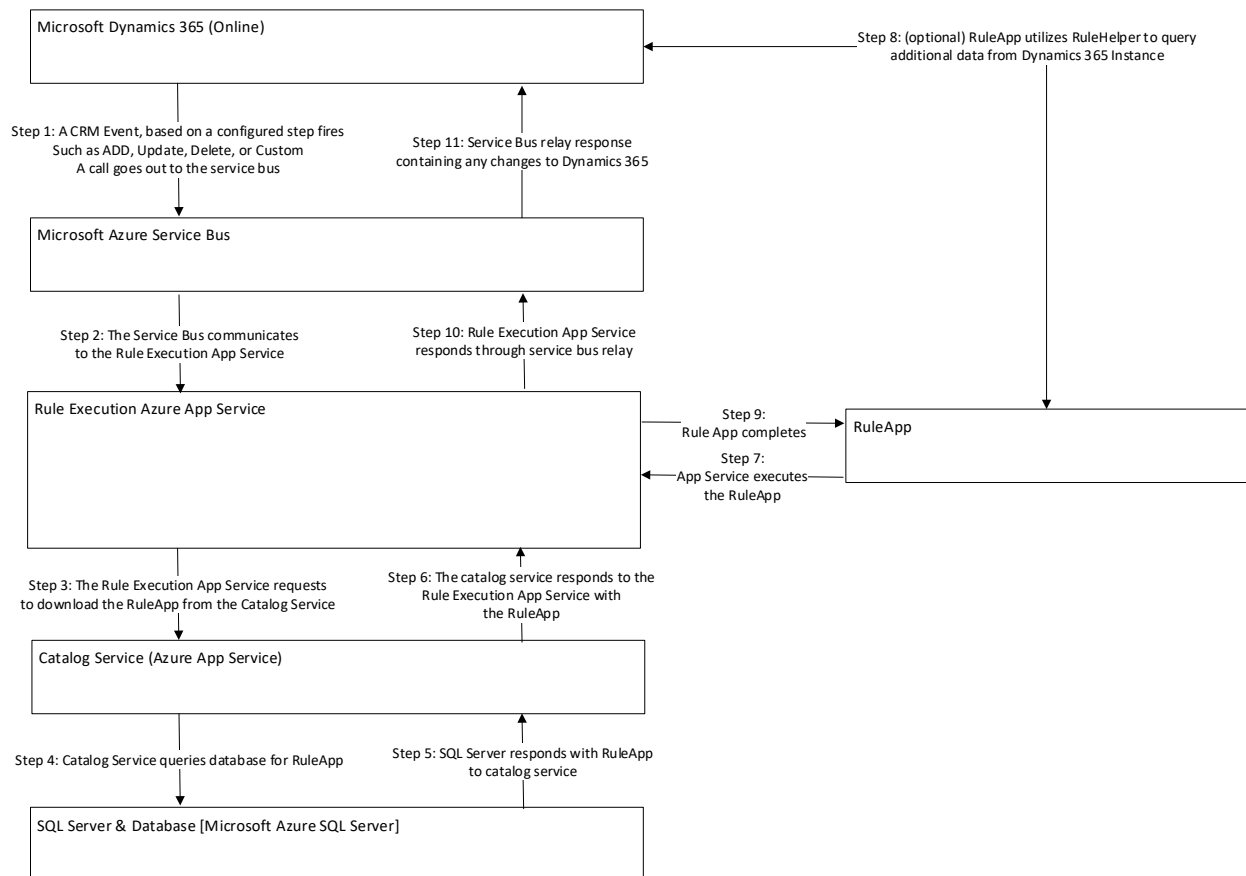 Microsoft Dynamics 365 (Online)
Step 8: (optional) RuleApp utilizes RuleHelper to query
additional data from Dynamics 365 Instance
Step 1: A CRM Event, based on a configured step fires
Such as ADD, Update, Delete, or Custom
A call goes out to the service bus
Step 11: Service Bus relay response
containing any changes to Dynamics 365
Microsoft Azure Service Bus
Step 2: The Service Bus communicates
to the Rule Execution App Service
Step 10: Rule Execution App Service
responds through service bus relay
Rule Execution Azure App Service
Step 9:
Rule App completes
RuleApp
Step 7:
App Service executes
the RuleApp
Step 3: The Rule Execution App Service requests
to download the RuleApp from the Catalog Service
Step 6: The catalog service responds to the
Rule Execution App Service with
the RuleApp
Catalog Service (Azure App Service)
Step 4: Catalog Service queries database for RuleApp
Step 5: SQL Server responds with RuleApp
to catalog service
SQL Server & Database [Microsoft Azure SQL Server]